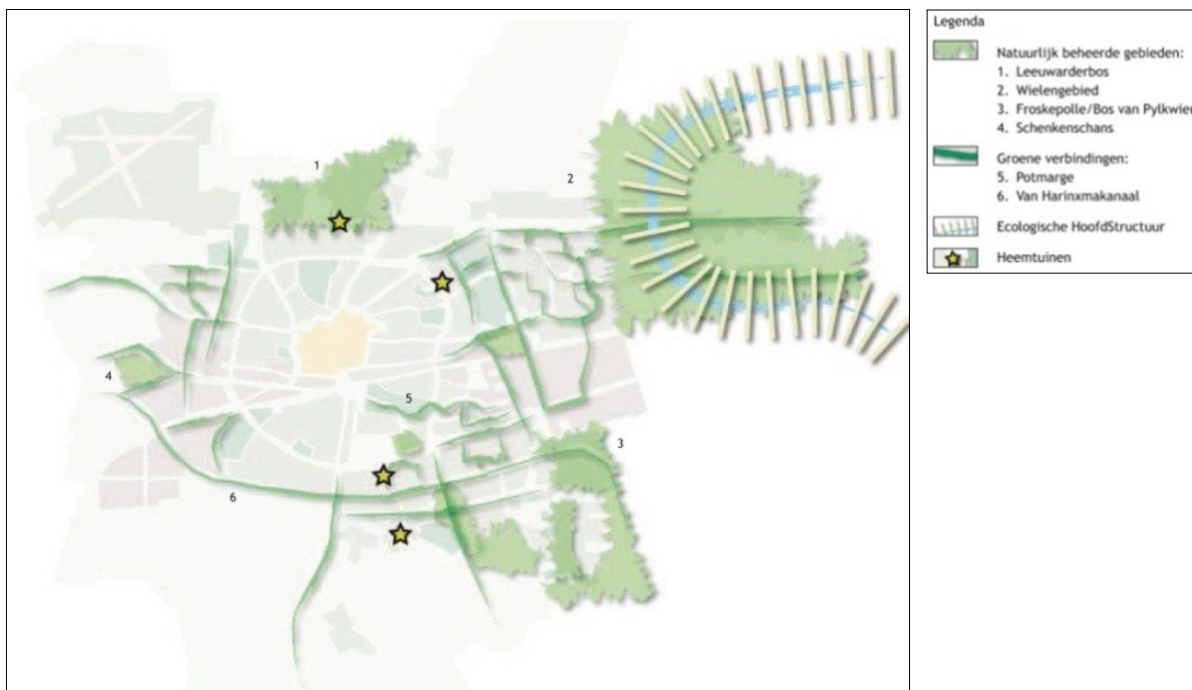 1
2
3
4
5
6
Legenda
Natuurlijk beheerde gebieden:
1. Leeuwarderbos
2. Wielengebied
3. Froskepolle/Bos van Pylkwier
4. Schenkenschans
Groene verbindingen:
5. Potmarge
6. Van Harinxmakanaal
Ecologische HoofdStructuur
Heemtuinen